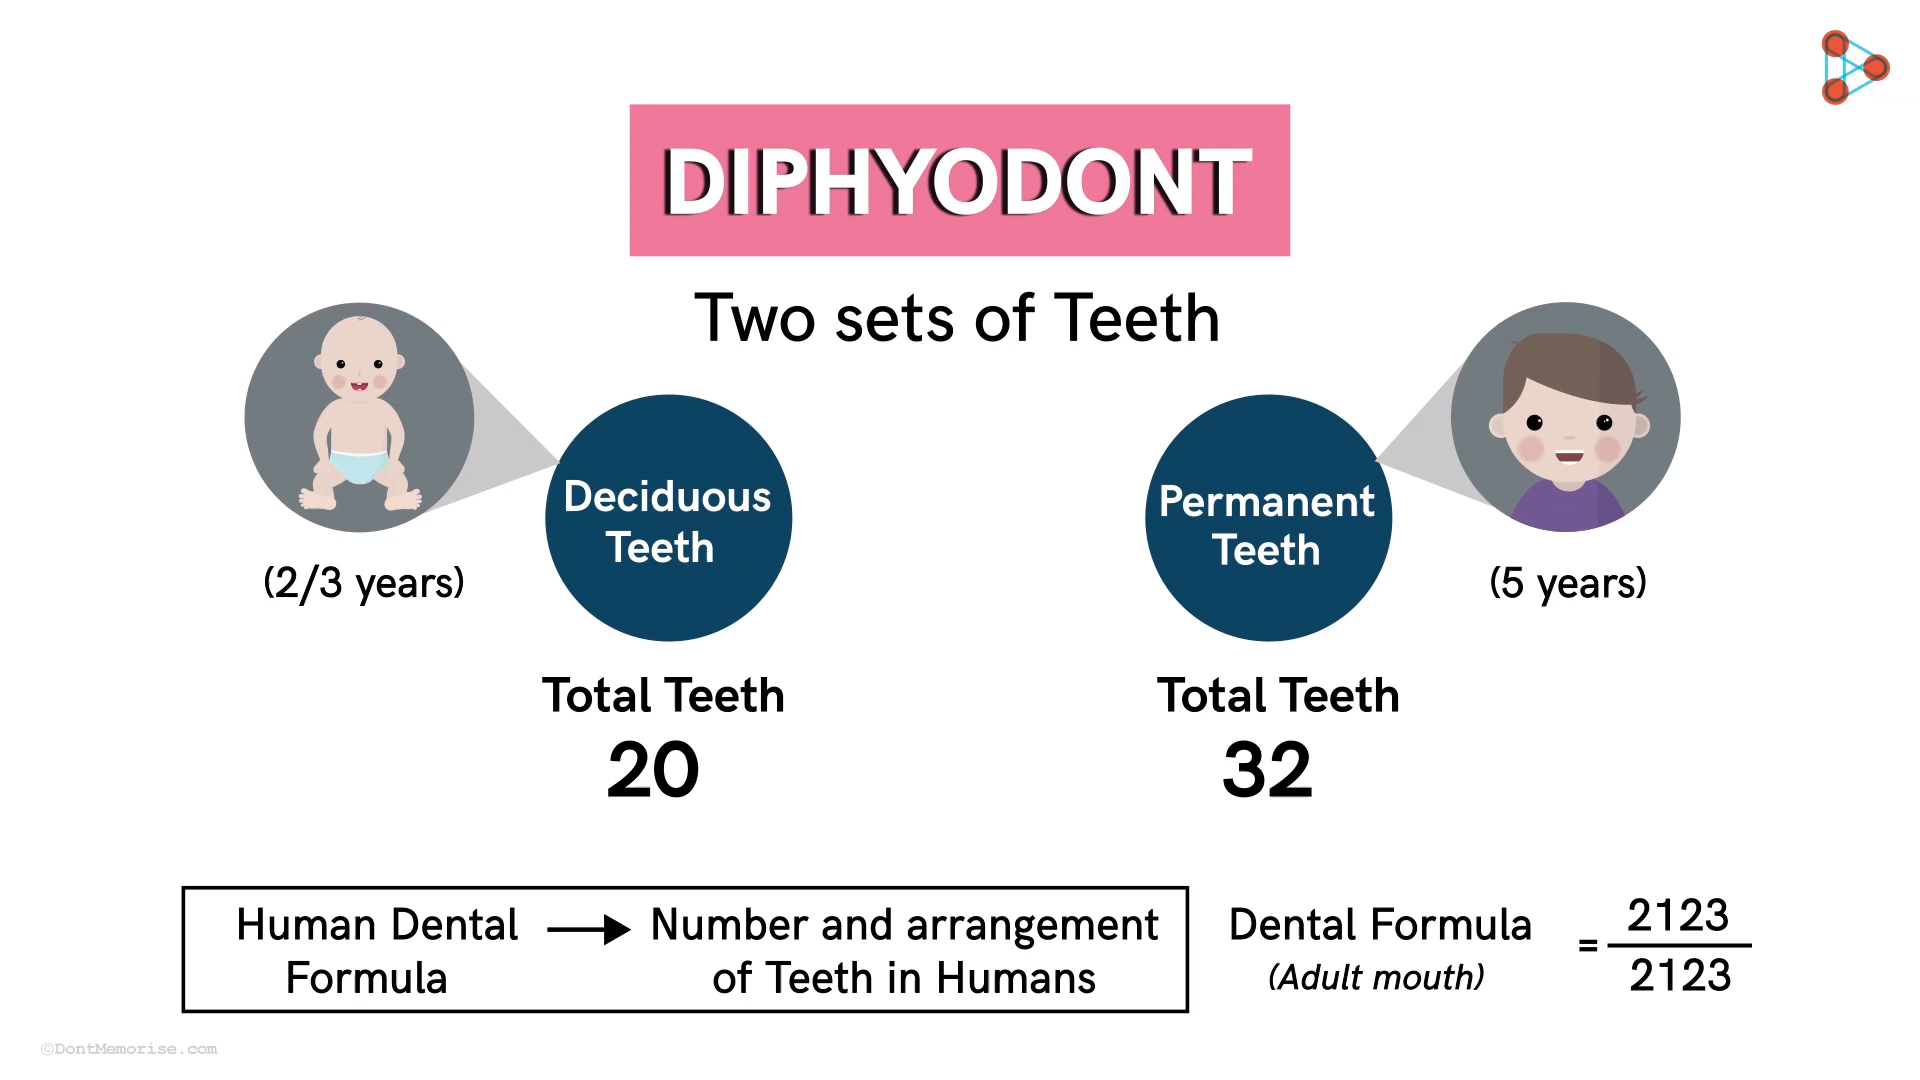 DIPHYODONT
Two sets of Teeth
Deciduous
Teeth
(2/3 years)
Total Teeth
20
Permanent
Teeth
(5 years)
Total Teeth
32
Human Dental
Formula
Number and arrangement
of Teeth in Humans
Dental Formula
(Adult mouth)
=
2123
2123
©DontMemorise.com